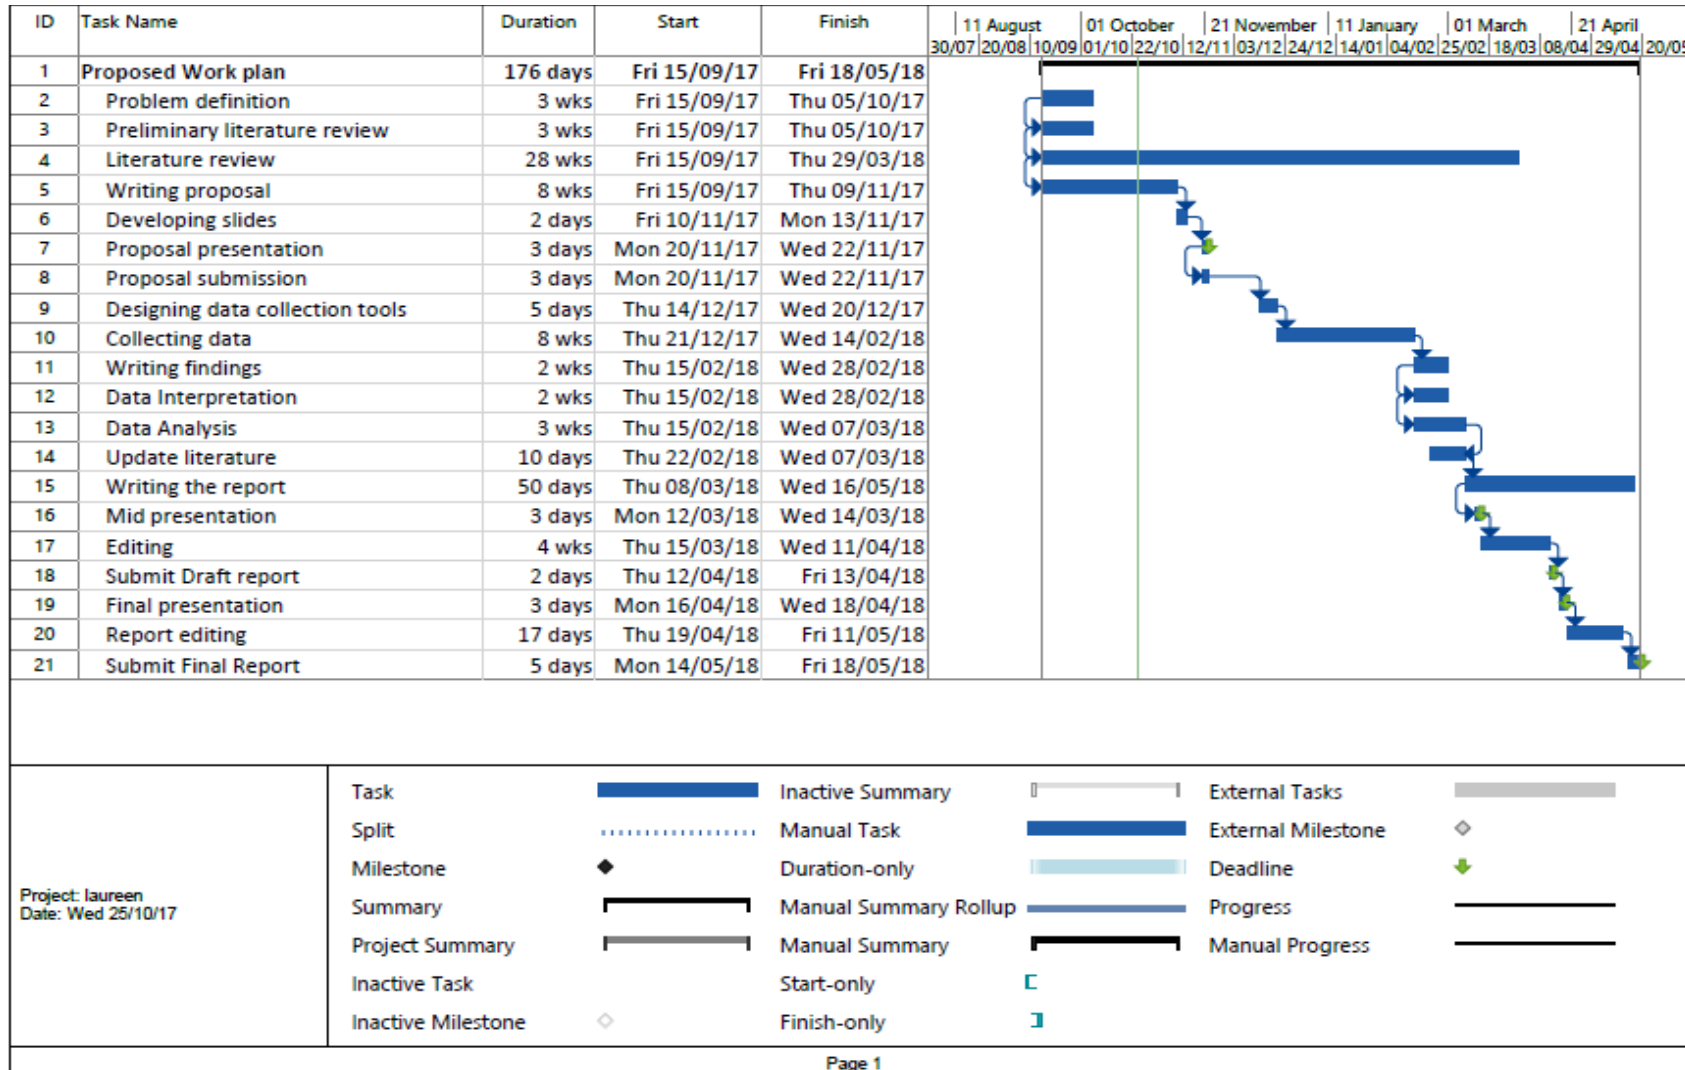 ID Task Name Duration Start Finish 11 August 01 October 21 November 11 January 01 March 21 April
30/07 20/08 10/09 01/10 22/10 12/11 03/12 24/12 14/01 04/02 25/02 18/03 08/04 29/04 20/05
1 Proposed Work plan 176 days Fri 15/09/17 Fri 18/05/18
2 Problem definition 3 wks Fri 15/09/17 Thu 05/10/17
3 Preliminary literature review 3 wks Fri 15/09/17 Thu 05/10/17
4 Literature review 28 wks Fri 15/09/17 Thu 29/03/18
5 Writing proposal 8 wks Fri 15/09/17 Thu 09/11/17
6 Developing slides 2 days Fri 10/11/17 Mon 13/11/17
7 Proposal presentation 3 days Mon 20/11/17 Wed 22/11/17
8 Proposal submission 3 days Mon 20/11/17 Wed 22/11/17
9 Designing data collection tools 5 days Thu 14/12/17 Wed 20/12/17
10 Collecting data 8 wks Thu 21/12/17 Wed 14/02/18
11 Writing findings 2 wks Thu 15/02/18 Wed 28/02/18
12 Data Interpretation 2 wks Thu 15/02/18 Wed 28/02/18
13 Data Analysis 3 wks Thu 15/02/18 Wed 07/03/18
14 Update literature 10 days Thu 22/02/18 Wed 07/03/18
15 Writing the report 50 days Thu 08/03/18 Wed 16/05/18
16 Mid presentation 3 days Mon 12/03/18 Wed 14/03/18
17 Editing 4 wks Thu 15/03/18 Wed 11/04/18
18 Submit Draft report 2 days Thu 12/04/18 Fri 13/04/18
19 Final presentation 3 days Mon 16/04/18 Wed 18/04/18
20 Report editing 17 days Thu 19/04/18 Fri 11/05/18
21 Submit Final Report 5 days Mon 14/05/18 Fri 18/05/18
Project: laureen
Date: Wed 25/10/17
Task Inactive Summary External Tasks
Split Manual Task External Milestone
Milestone Duration-only Deadline
Summary Manual Summary Rollup Progress
Project Summary Manual Summary Manual Progress
Inactive Task Start-only
Inactive Milestone Finish-only
Page 1